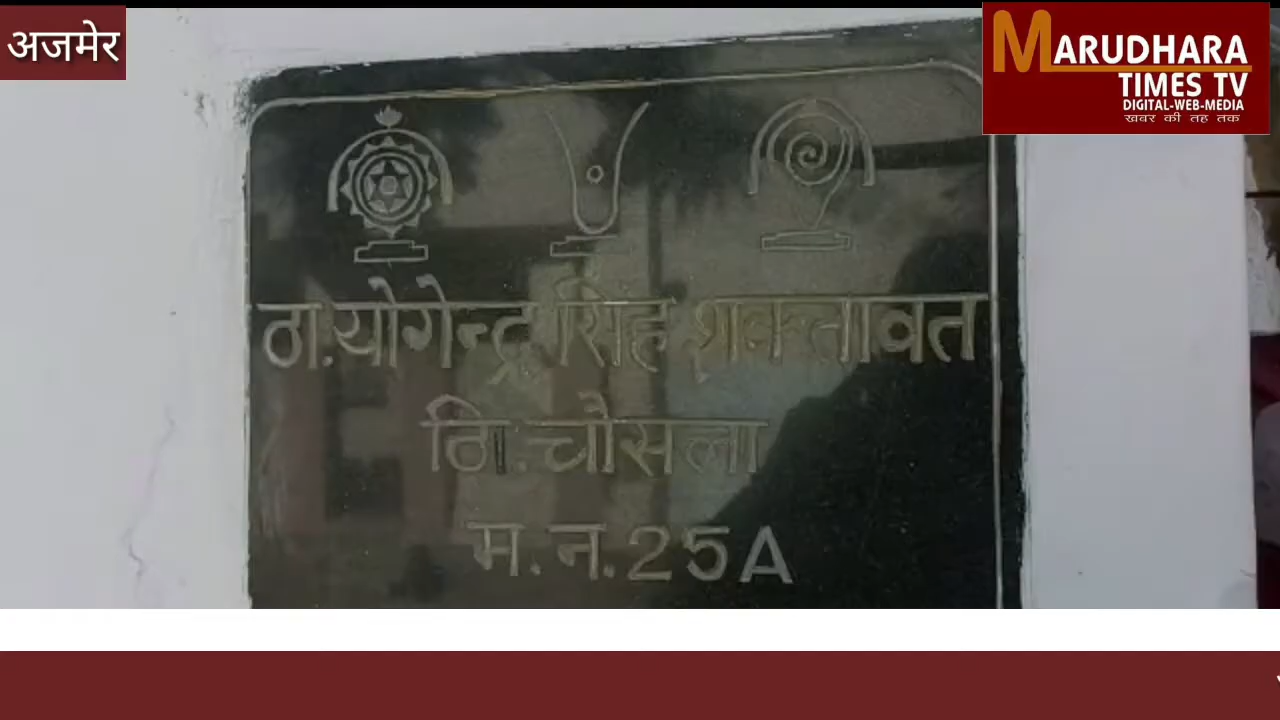 अजमेर
MARUDHARA
TIMES TV
DIGITAL-WEB-MEDIA
खबर की तह तक
ठा.योगेन्द्र सिंह शक्तावत
ठि.चौसला
म.न.25A